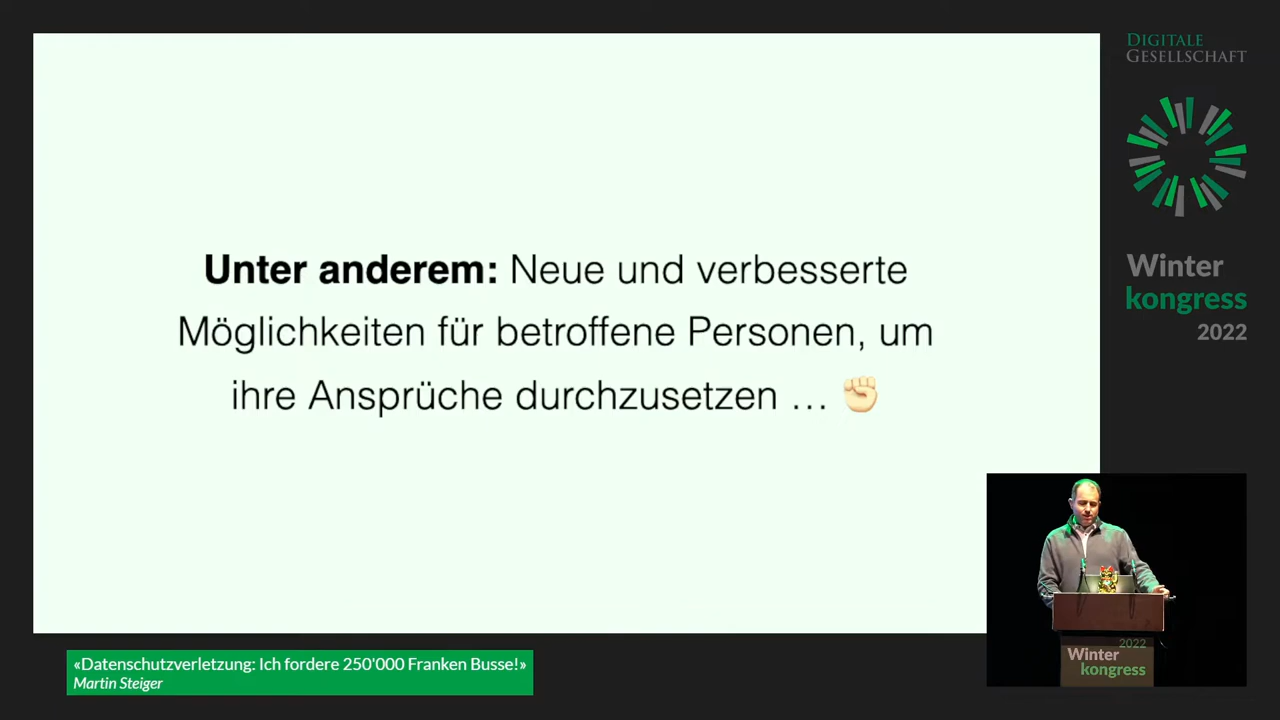 DIGITALE
GESELLSCHAFT
Winter
kongress
2022
Unter anderem: Neue und verbesserte
Möglichkeiten für betroffene Personen, um
ihre Ansprüche durchzusetzen … ✊🏻
«Datenschutzverletzung: Ich fordere 250'000 Franken Busse!»
Martin Steiger
2022
Winter
kongress